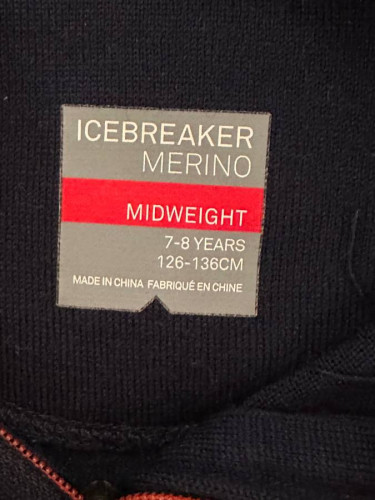 ICEBREAKER
MERINO
MIDWEIGHT
7-8 YEARS
126-136CM
MADE IN CHINA FABRIQUÉ EN CHINE